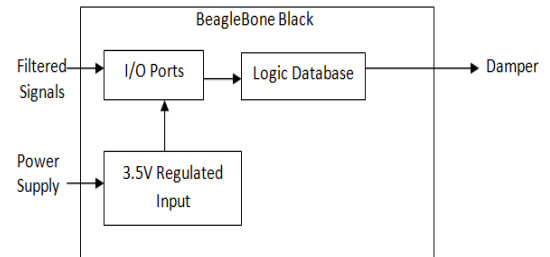 BeagleBone Black
Filtered
Signals
I/O Ports
Logic Database
Damper
Power
Supply
3.5V Regulated
Input